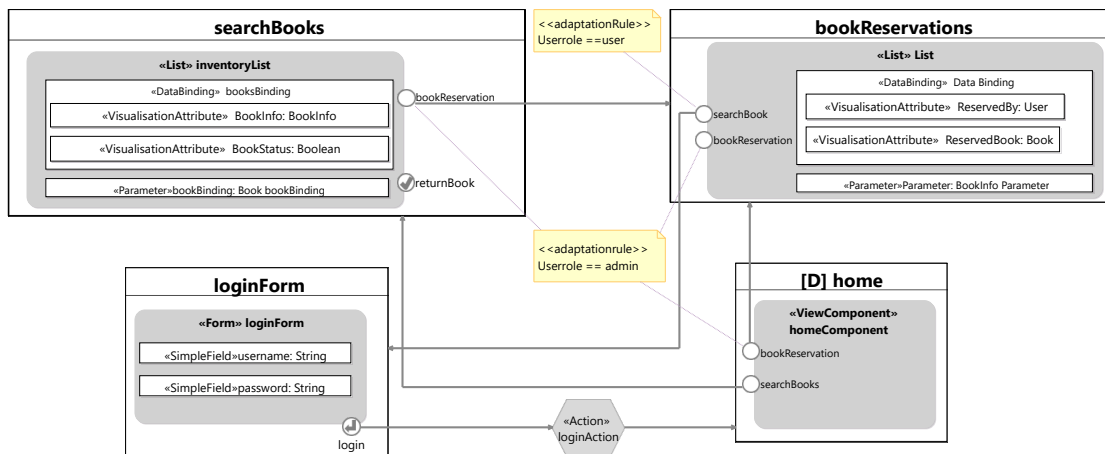 searchBooks
«List» inventoryList
«DataBinding» booksBinding
«VisualisationAttribute» BookInfo: BookInfo
«VisualisationAttribute» BookStatus: Boolean
«Parameter»bookBinding: Book bookBinding
bookReservation
returnBook
<<adaptationRule>>
Userrole ==user
bookReservations
«List» List
«DataBinding» Data Binding
«VisualisationAttribute» ReservedBy: User
«VisualisationAttribute» ReservedBook: Book
«Parameter»Parameter: BookInfo Parameter
searchBook
bookReservation
<<adaptationrule>>
Userrole == admin
loginForm
«Form» loginForm
«SimpleField»username: String
«SimpleField»password: String
login
«Action»
loginAction
[D] home
«ViewComponent»
homeComponent
bookReservation
searchBooks